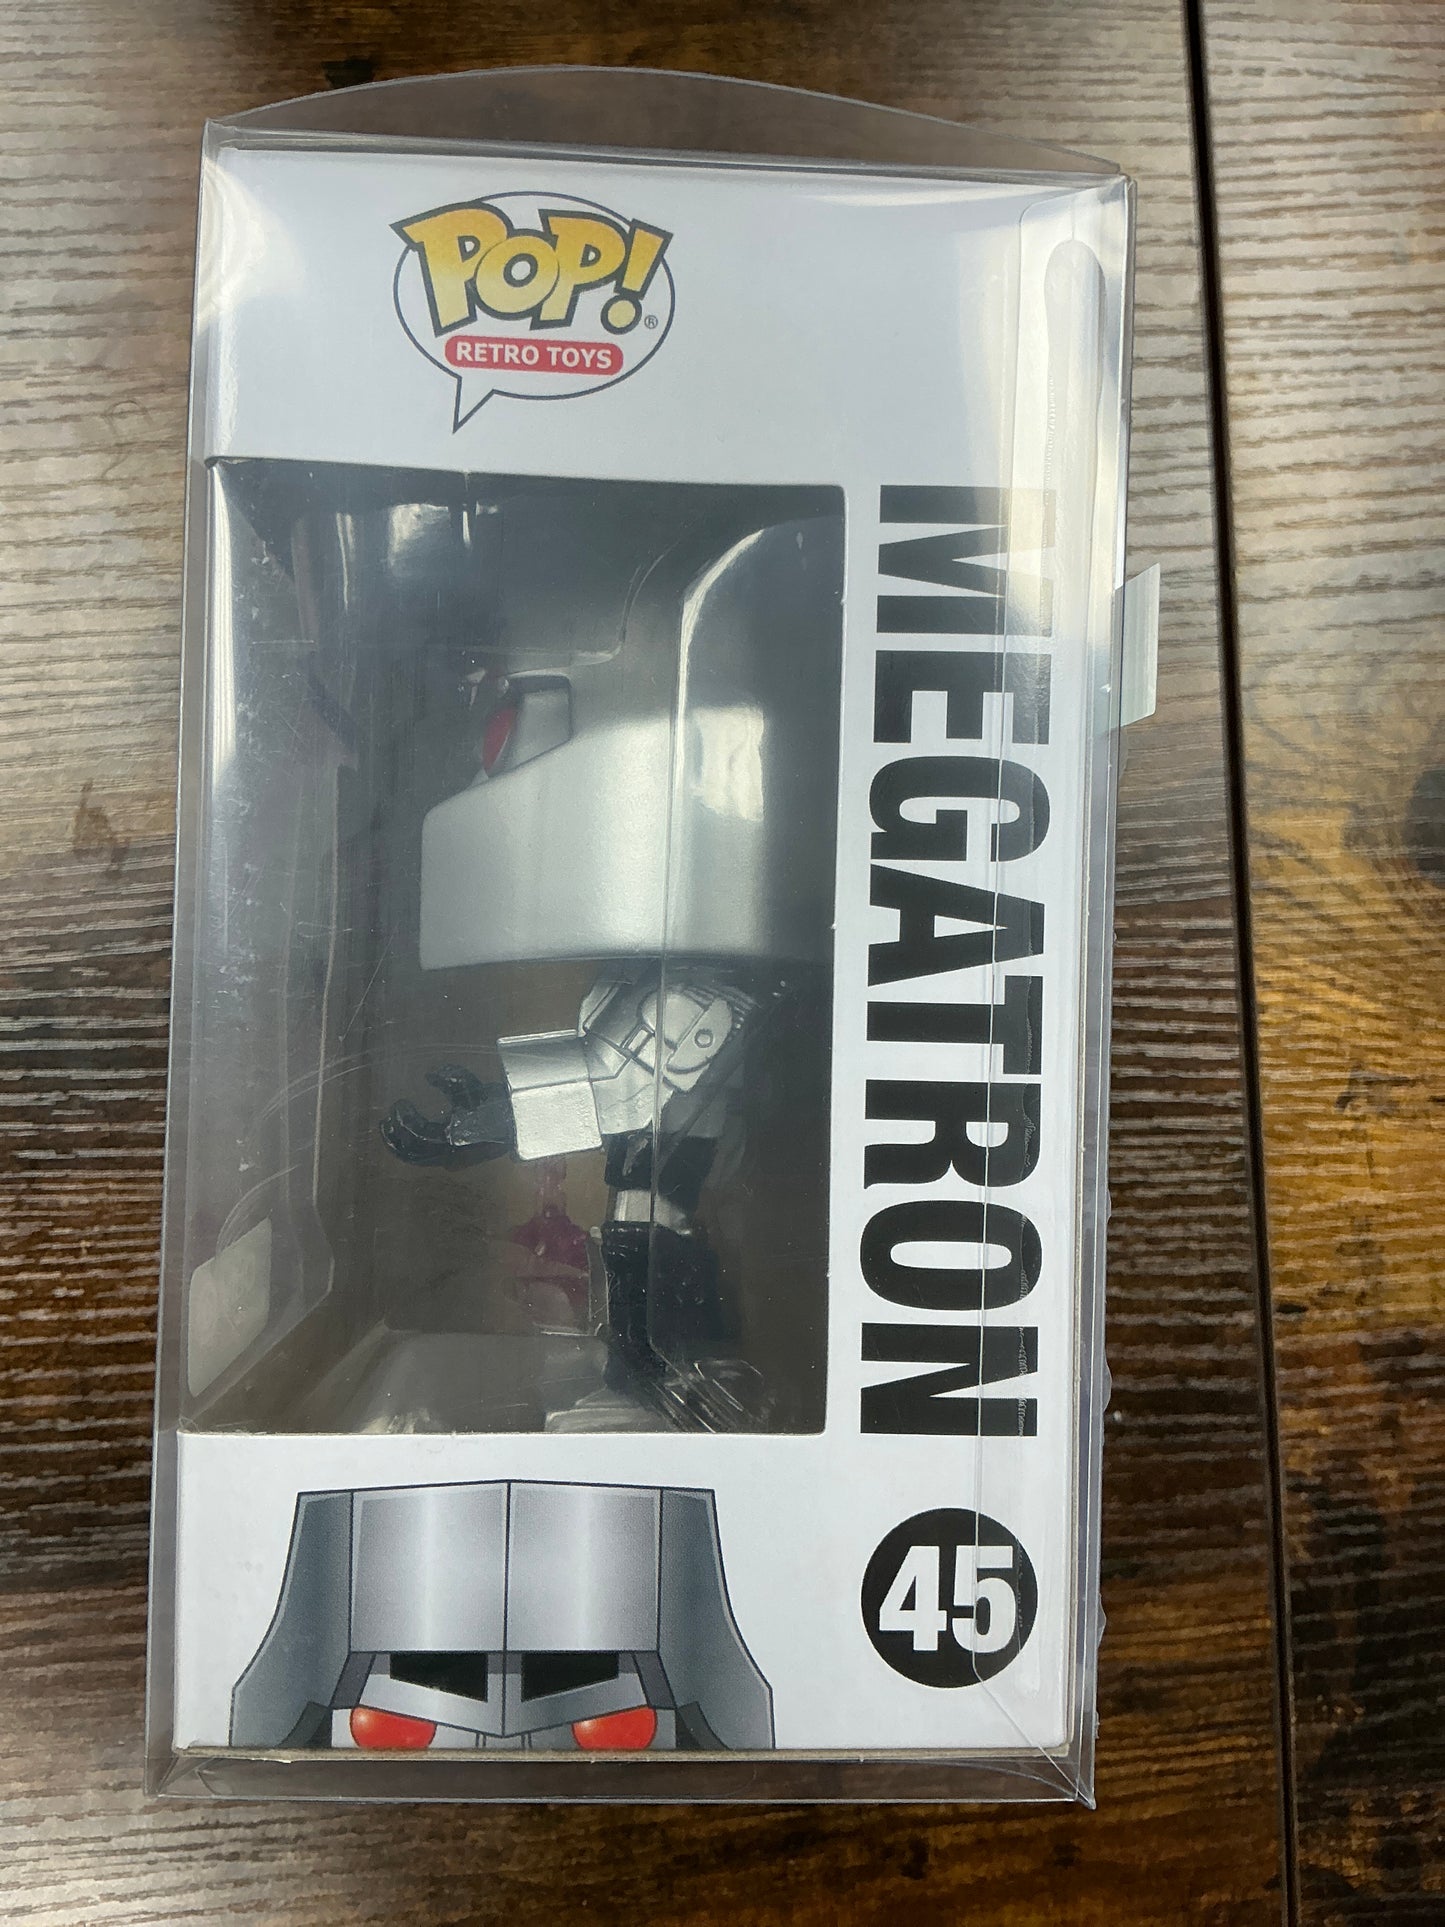 POP!®
RETRO TOYS
MEGATRON
45